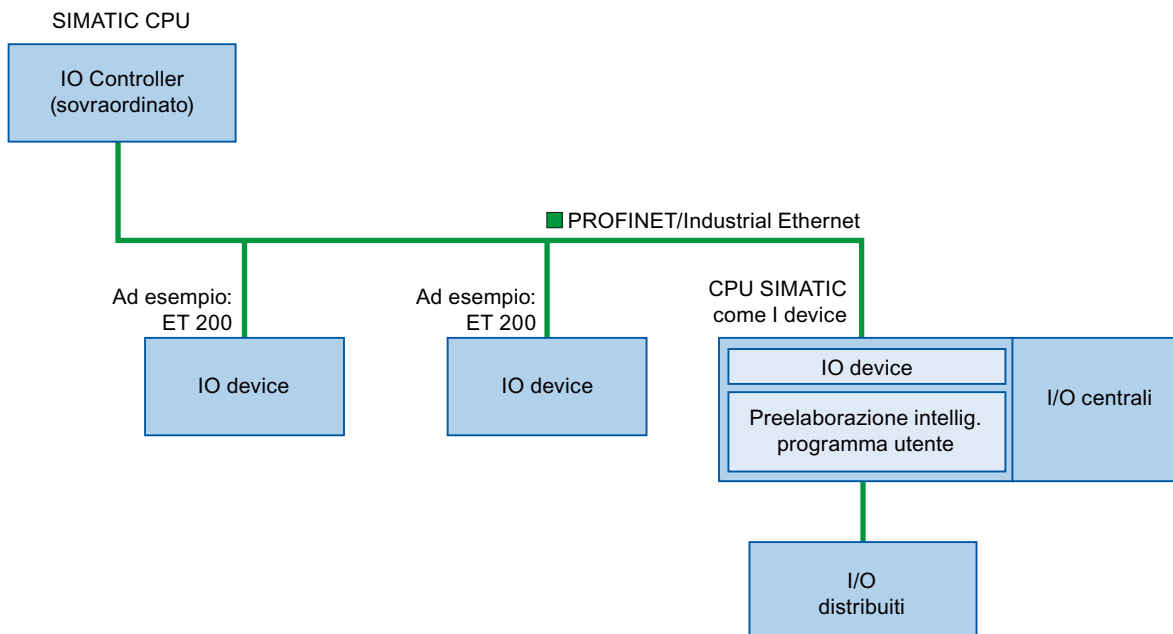 SIMATIC CPU
IO Controller
(sovraordinato)
PROFINET/Industrial Ethernet
Ad esempio:
ET 200
IO device
Ad esempio:
ET 200
IO device
CPU SIMATIC
come I device
IO device
Preelaborazione intellig.
programma utente
I/O centrali
I/O
distribuiti